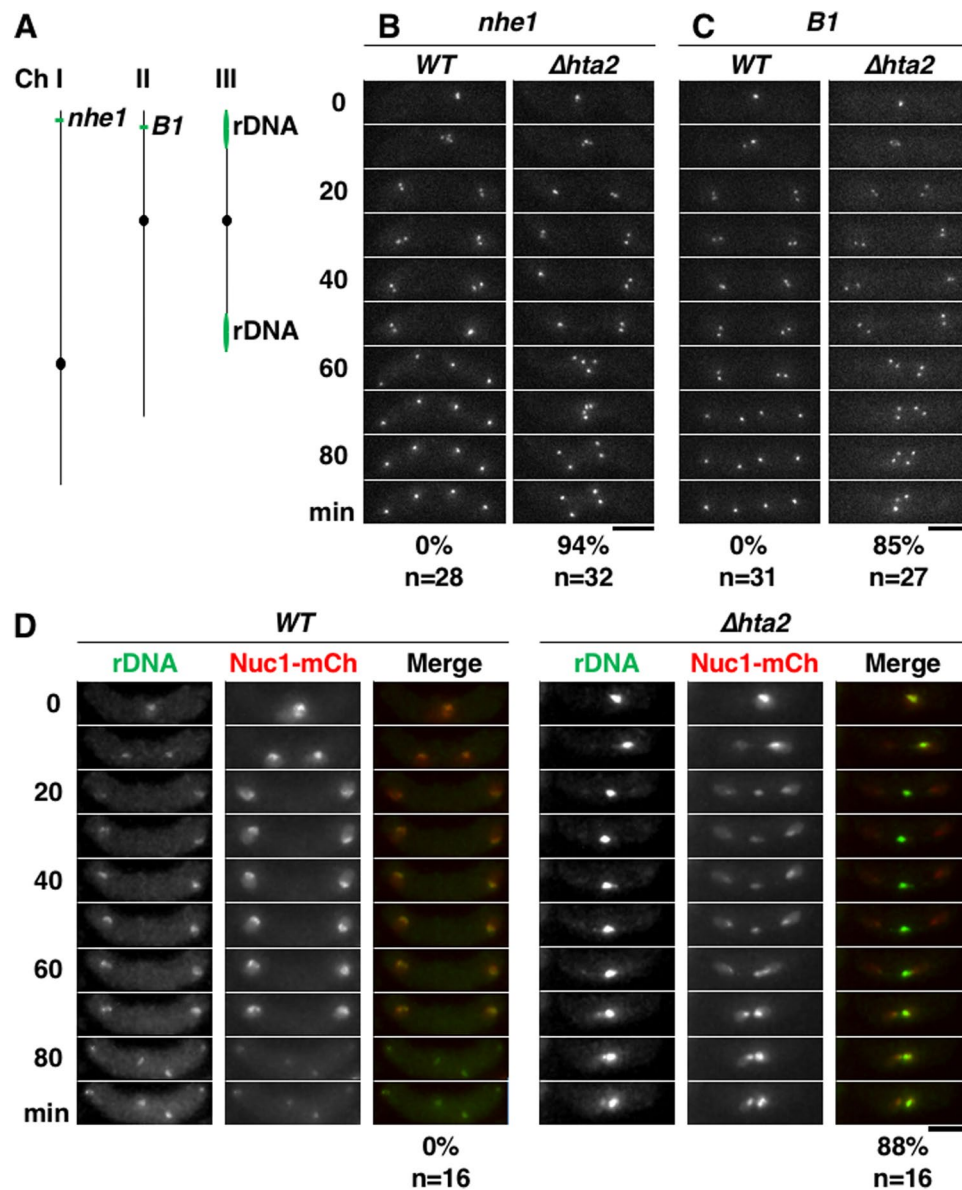 A
Ch I II III
nhe1
B1
rDNA
rDNA
B
nhe1
WT Δhta2
C
B1
WT Δhta2
0
20
40
60
80
min
0% 94%
n=28 n=32
0% 85%
n=31 n=27
D
WT
rDNA Nuc1-mCh Merge
Δhta2
rDNA Nuc1-mCh Merge
0
20
40
60
80
min
0%
n=16
88%
n=16